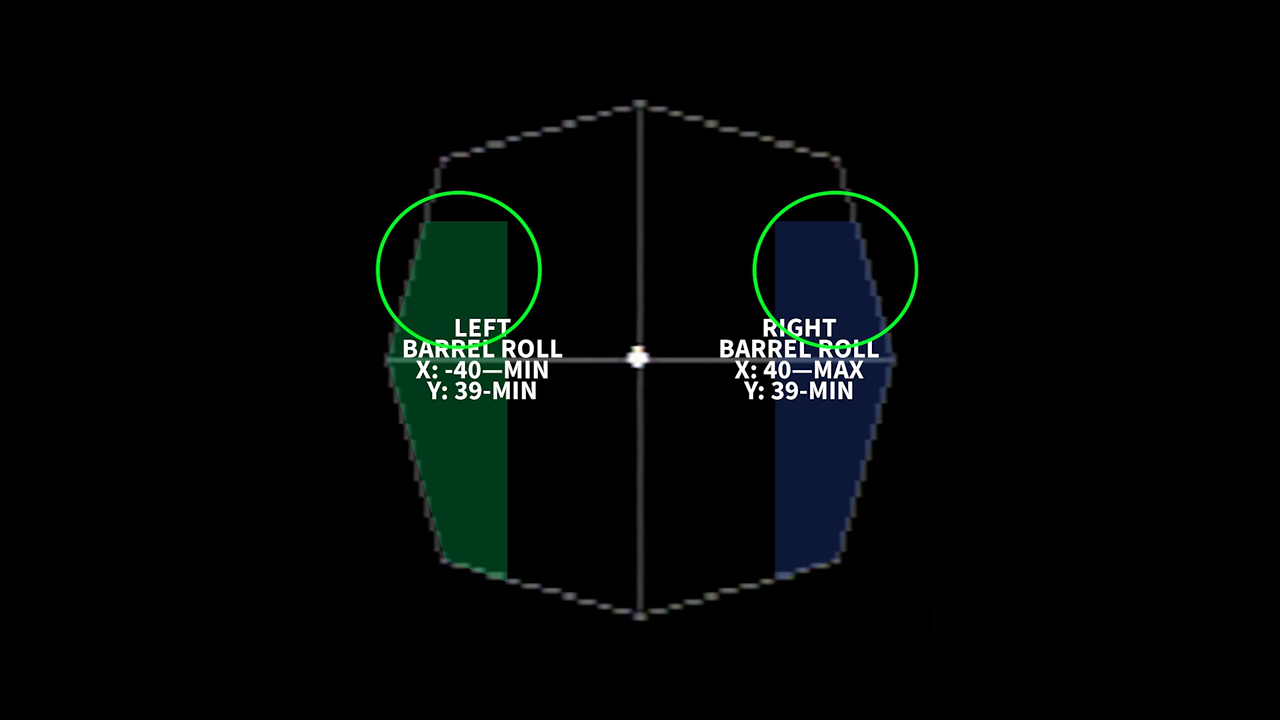 LEFT
BARREL ROLL
X: -40—MIN
Y: 39-MIN
RIGHT
BARREL ROLL
X: 40—MAX
Y: 39-MIN